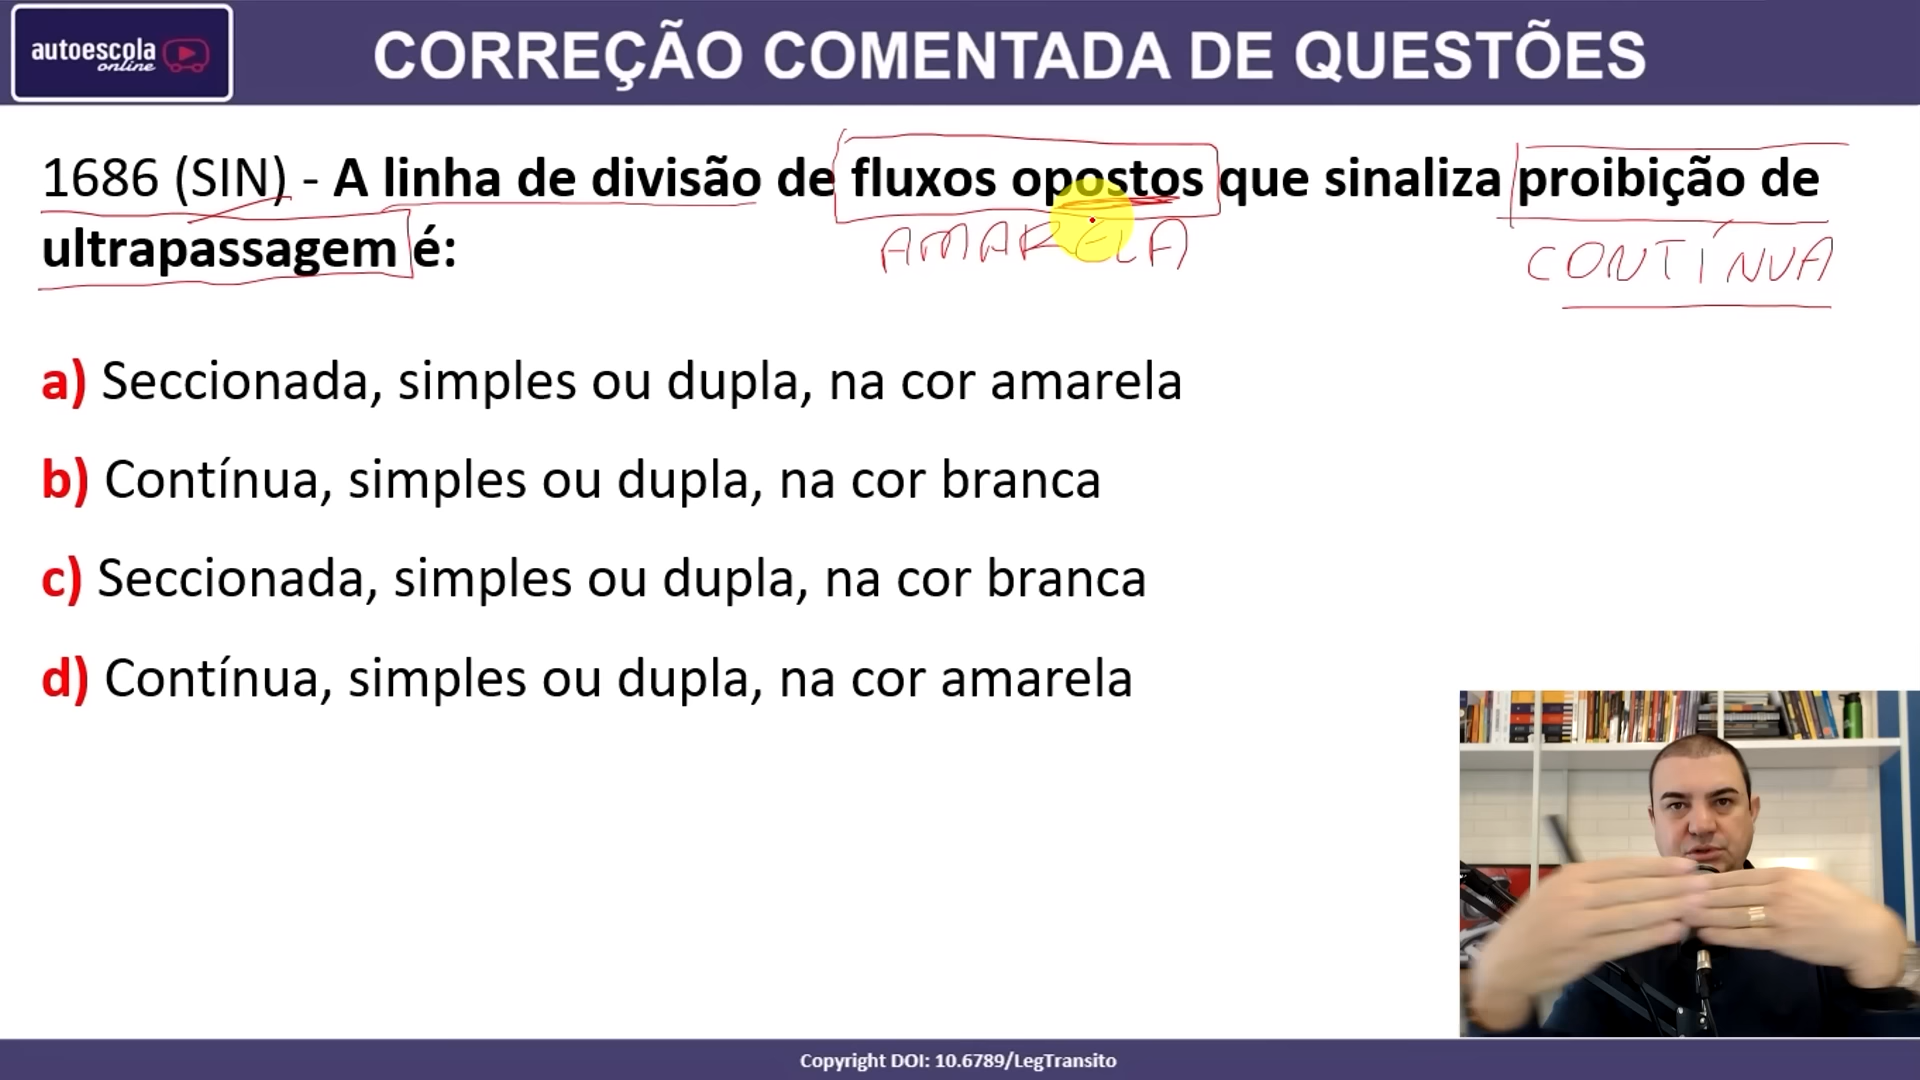 autoescola
online
CORREÇÃO COMENTADA DE QUESTÕES
1686 (SIN) - A linha de divisão de fluxos opostos que sinaliza proibição de
ultrapassagem é:
AMARELA
CONTÍNUA
a) Seccionada, simples ou dupla, na cor amarela
b) Contínua, simples ou dupla, na cor branca
c) Seccionada, simples ou dupla, na cor branca
d) Contínua, simples ou dupla, na cor amarela
Copyright DOI: 10.6789/LegTransito